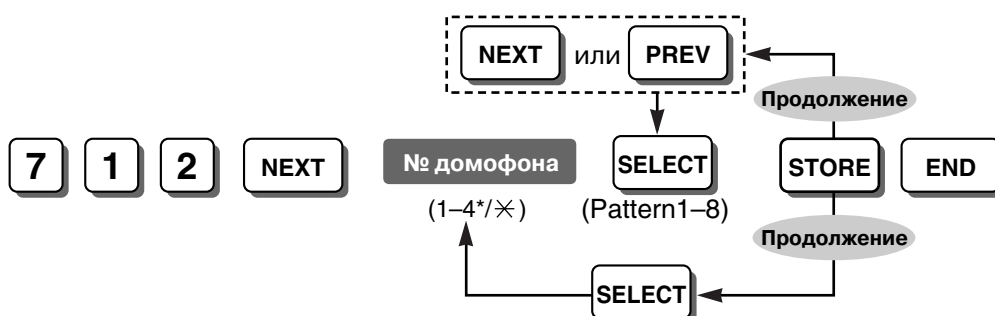 NEXT или PREV
Продолжение
7 1 2 NEXT № домофона SELECT STORE END
(1–4*/✳) (Pattern1–8)
Продолжение
SELECT